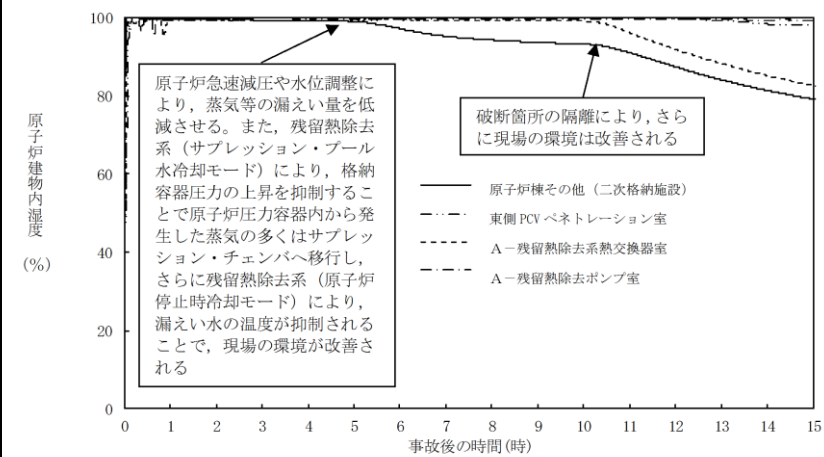 100
80
60
40
20
0
原子炉建物内湿度
(%)
原子炉急速減圧や水位調整に
より，蒸気等の漏えい量を低
減させる。また，残留熱除去
系（サプレッション・プール
水冷却モード）により，格納
容器圧力の上昇を抑制するこ
とで原子炉圧力容器内から発
生した蒸気の多くはサプレッ
ション・チェンバへ移行し，
さらに残留熱除去系（原子炉
停止時冷却モード）により，
漏えい水の温度が抑制される
ことで，現場の環境が改善さ
れる
破断箇所の隔離により，さら
に現場の環境は改善される
原子炉棟その他（二次格納施設）
東側 PCV ペネトレーション室
A－残留熱除去系熱交換器室
A－残留熱除去ポンプ室
0 1 2 3 4 5 6 7 8 9 10 11 12 13 14 15
事故後の時間(時)